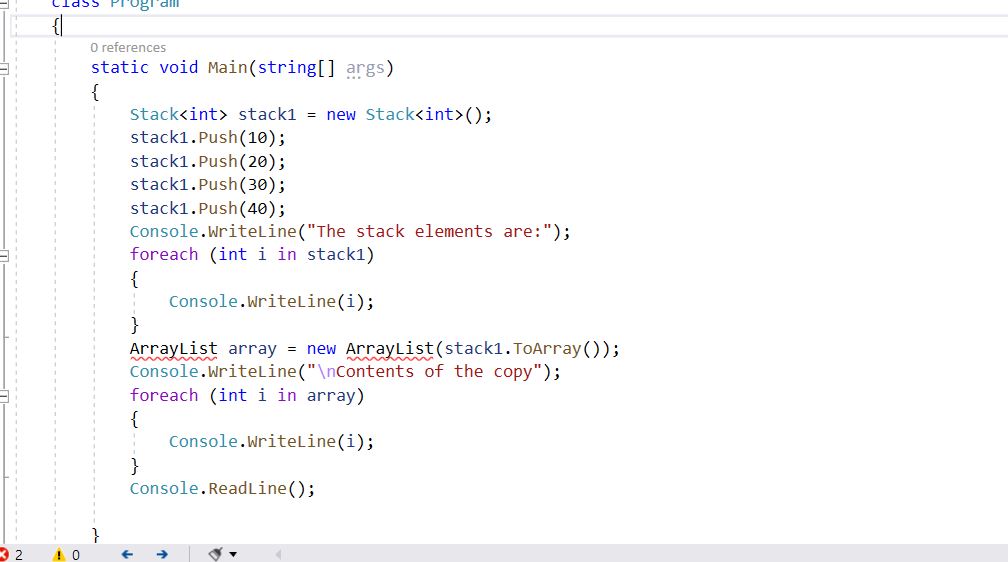 class Program
{
0 references
static void Main(string[] args)
{
Stack<int> stack1 = new Stack<int>();
stack1.Push(10);
stack1.Push(20);
stack1.Push(30);
stack1.Push(40);
Console.WriteLine("The stack elements are:");
foreach (int i in stack1)
{
Console.WriteLine(i);
}
ArrayList array = new ArrayList(stack1.ToArray());
Console.WriteLine("\nContents of the copy");
foreach (int i in array)
{
Console.WriteLine(i);
}
Console.ReadLine();
}
2 0